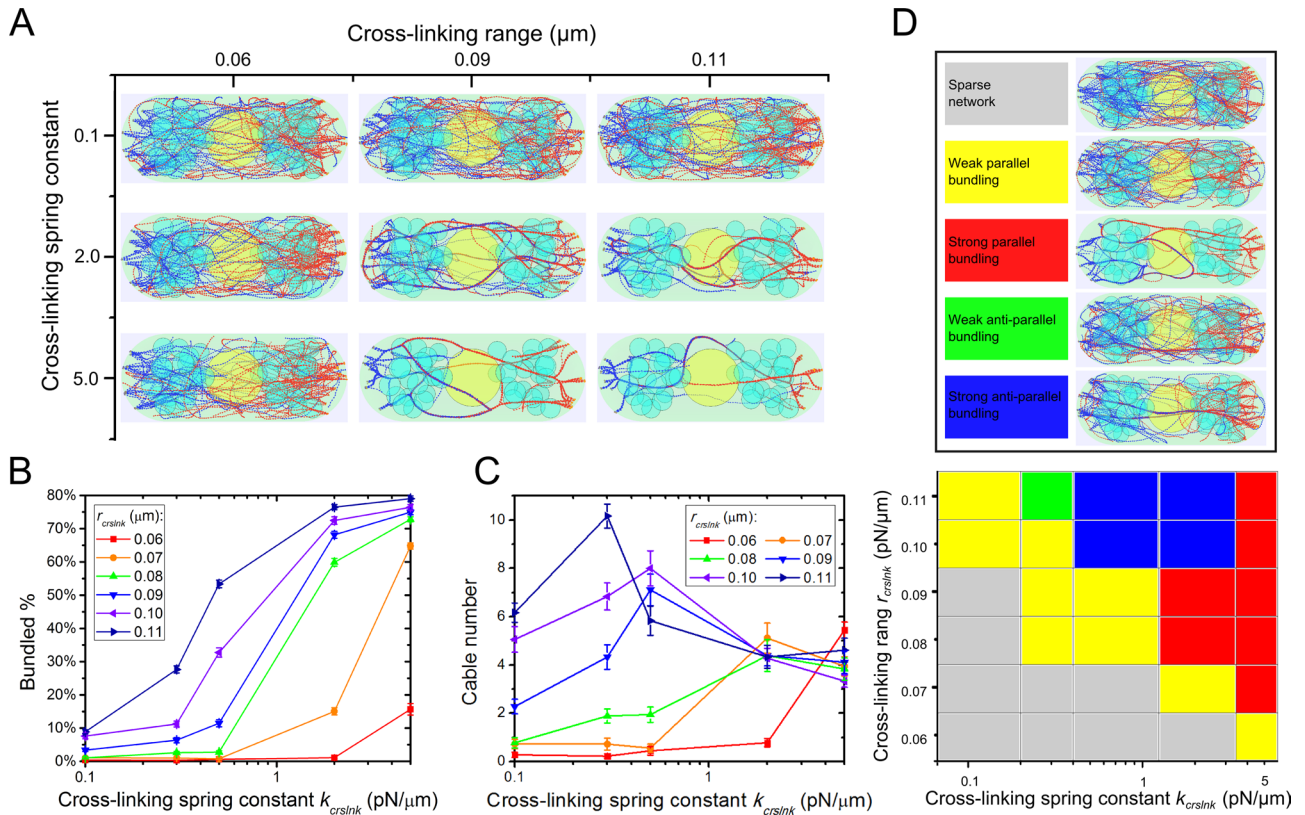 A
Cross-linking range (µm)
0.06
0.09
0.11
Cross-linking spring constant
0.1
2.0
5.0
B
80%
70%
60%
50%
40%
30%
20%
10%
0%
Bundled %
r_crslnk (µm):
0.06
0.07
0.08
0.09
0.10
0.11
0.1
1
Cross-linking spring constant k_crslnk (pN/µm)
C
10
8
6
4
2
0
Cable number
r_crslnk (µm):
0.06 0.07
0.08 0.09
0.10 0.11
0.1
1
Cross-linking spring constant k_crslnk (pN/µm)
D
Sparse
network
Weak parallel
bundling
Strong parallel
bundling
Weak anti-parallel
bundling
Strong anti-parallel
bundling
Cross-linking rang r_crslnk (pN/µm)
0.11
0.10
0.09
0.08
0.07
0.06
0.1
1
5
Cross-linking spring constant k_crslnk (pN/µm)